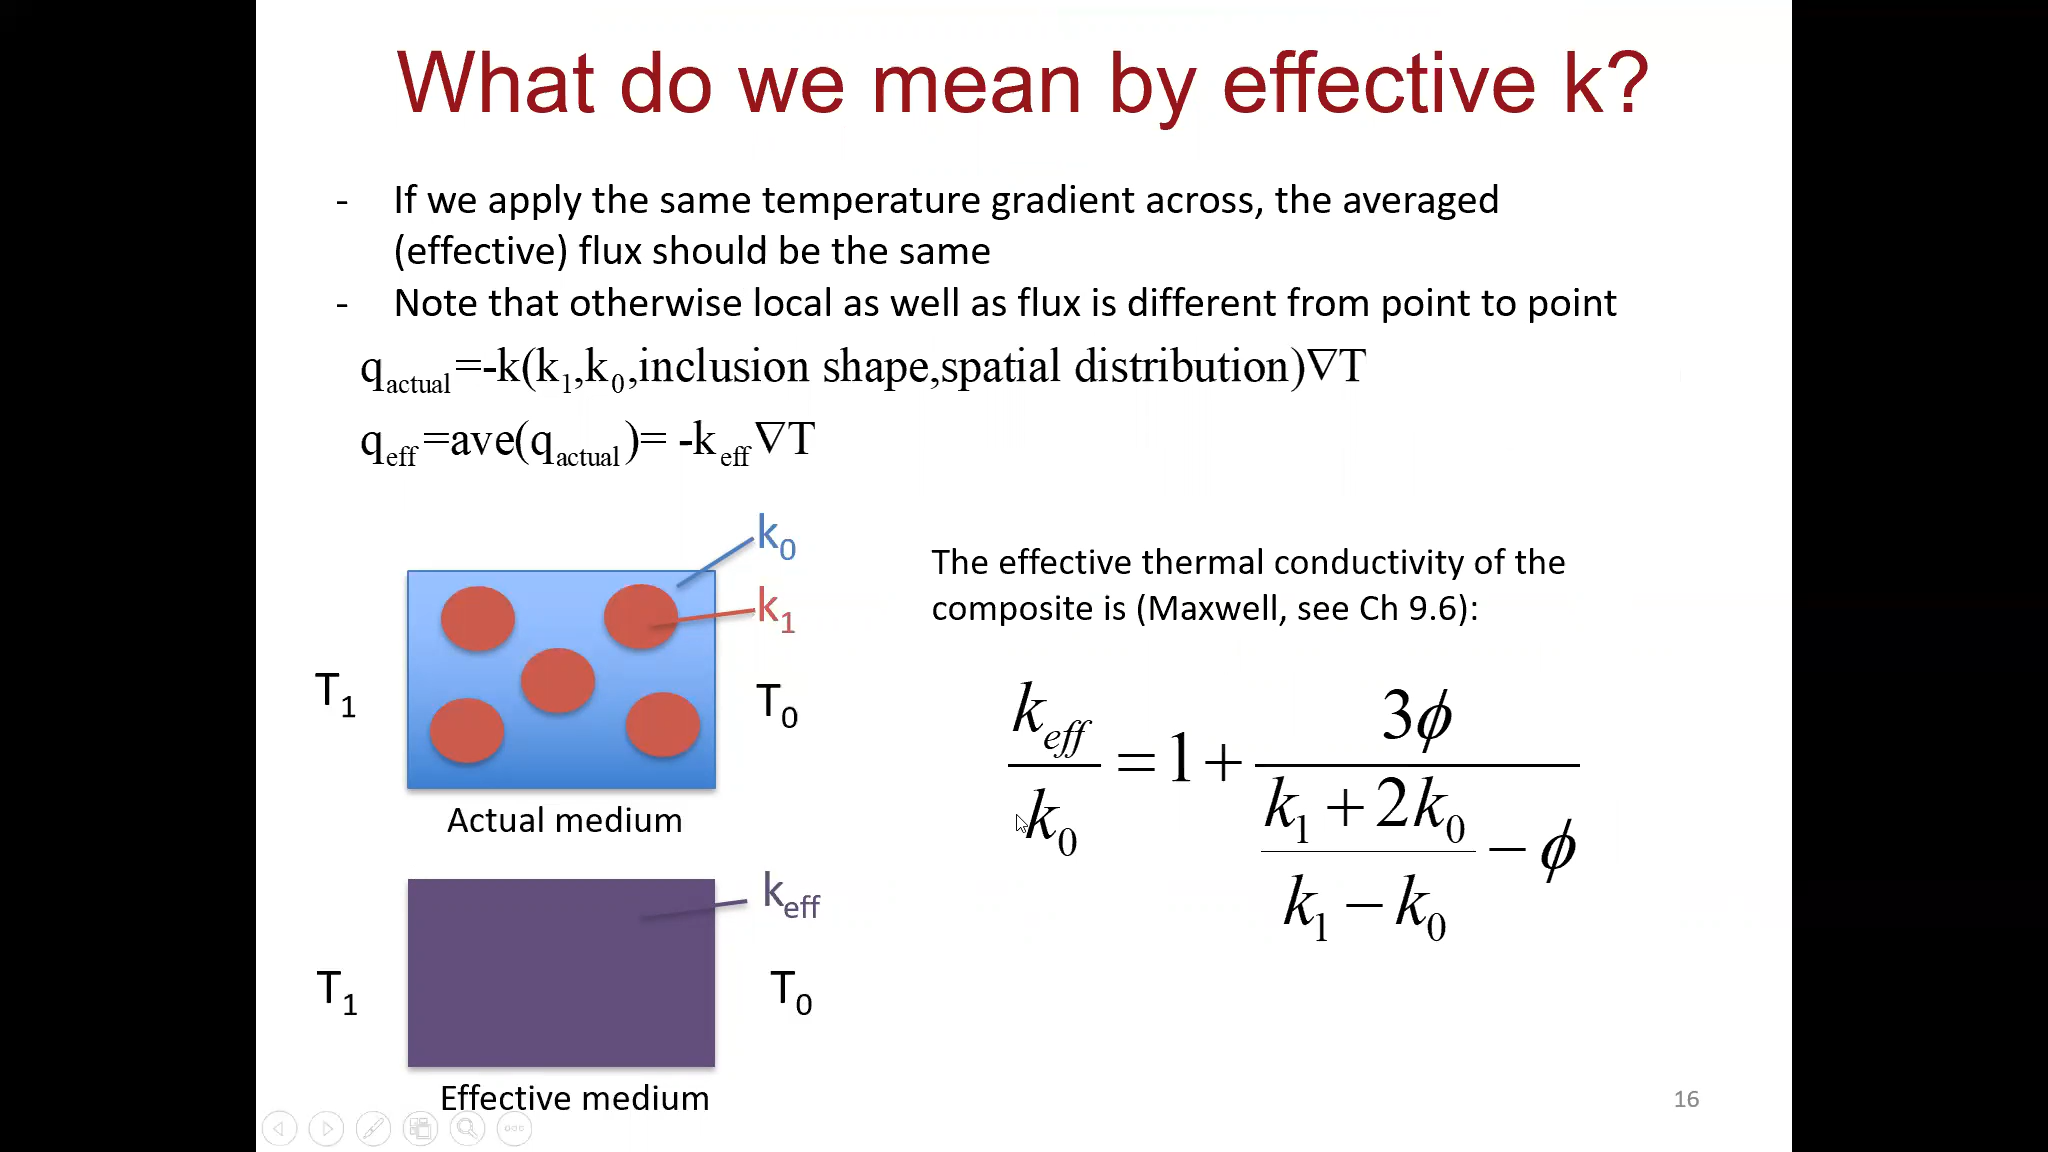 What do we mean by effective k?
- If we apply the same temperature gradient across, the averaged
(effective) flux should be the same
- Note that otherwise local as well as flux is different from point to point
q_actual=-k(k_1,k_0,inclusion shape,spatial distribution)∇T
q_eff=ave(q_actual)= -k_eff∇T
k_0
k_1
T_1
T_0
Actual medium
k_eff
T_1
T_0
Effective medium
The effective thermal conductivity of the
composite is (Maxwell, see Ch 9.6):
k_eff/k_0 = 1 + 3ϕ/((k_1 + 2k_0)/(k_1 − k_0) − ϕ)
16